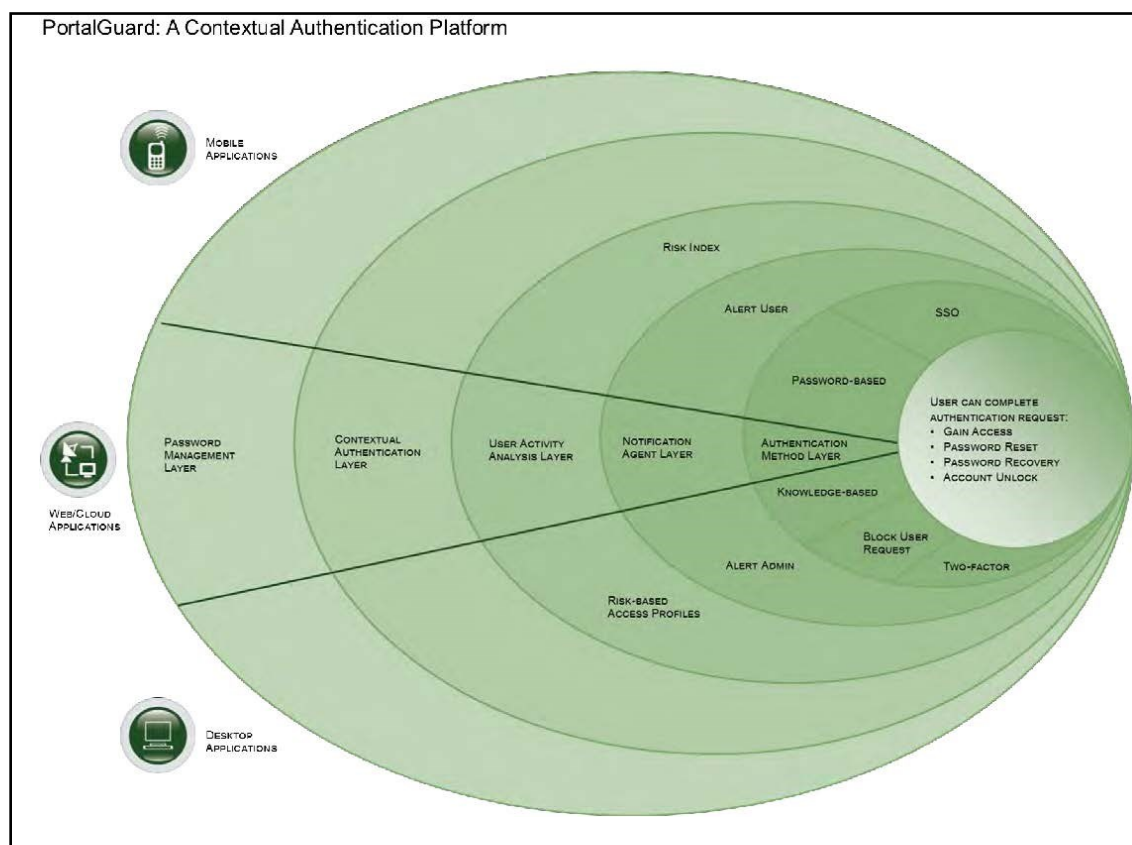 PortalGuard: A Contextual Authentication Platform
MOBILE
APPLICATIONS
RISK INDEX
ALERT USER
SSO
PASSWORD-BASED
USER CAN COMPLETE
AUTHENTICATION REQUEST:
• GAIN ACCESS
• PASSWORD RESET
• PASSWORD RECOVERY
• ACCOUNT UNLOCK
PASSWORD
MANAGEMENT
LAYER
CONTEXTUAL
AUTHENTICATION
LAYER
USER ACTIVITY
ANALYSIS LAYER
NOTIFICATION
AGENT LAYER
AUTHENTICATION
METHOD LAYER
KNOWLEDGE-BASED
WEB/CLOUD
APPLICATIONS
BLOCK USER
REQUEST
TWO-FACTOR
ALERT ADMIN
RISK-BASED
ACCESS PROFILES
DESKTOP
APPLICATIONS